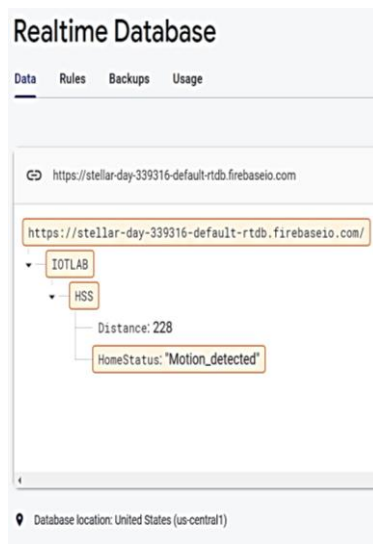 Realtime Database
Data Rules Backups Usage
https://stellar-day-339316-default-rtdb.firebaseio.com
https://stellar-day-339316-default-rtdb.firebaseio.com/
IOTLAB
HSS
Distance: 228
HomeStatus: "Motion_detected"
Database location: United States (us-central1)